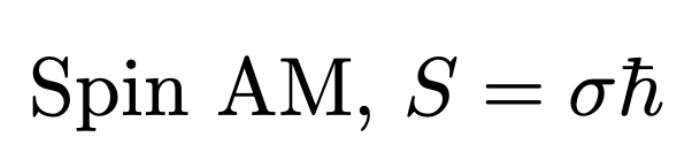 Spin AM, S = σℏ